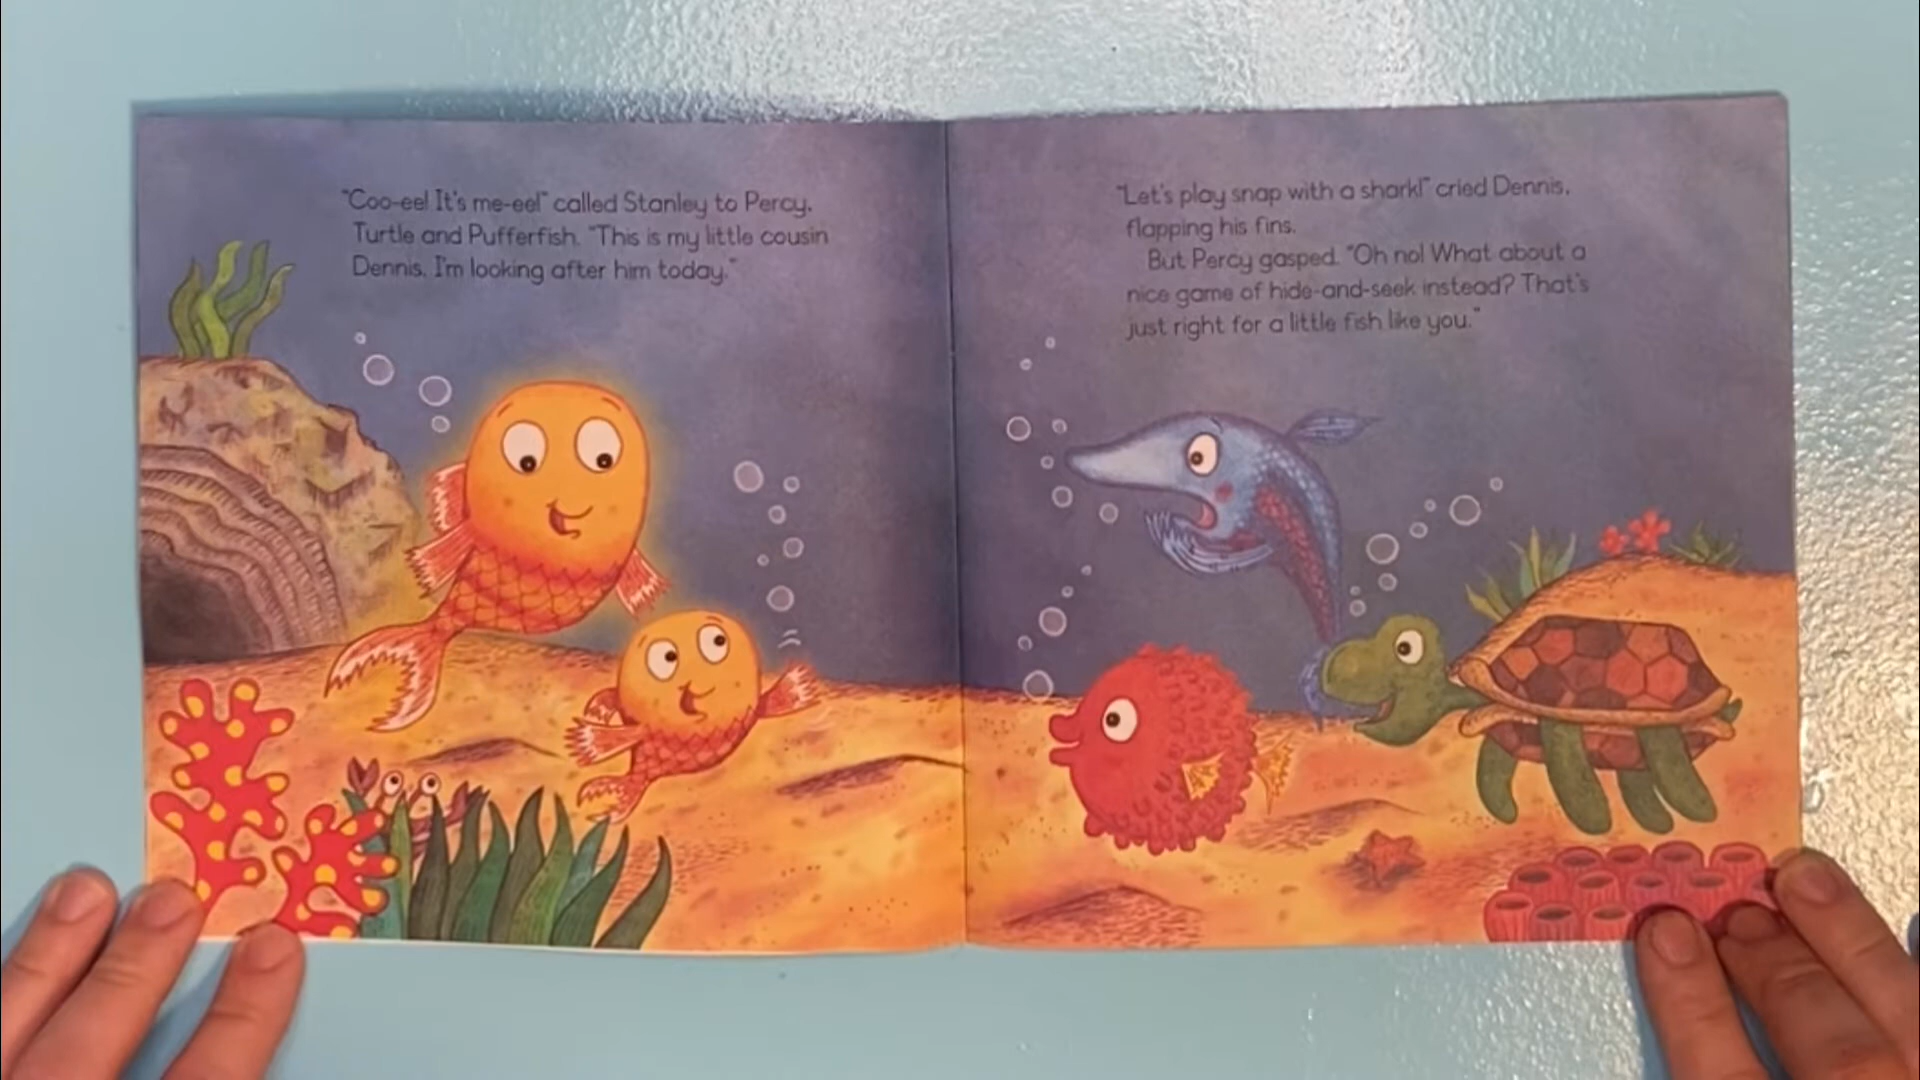 "Coo-ee! It's me-ee!" called Stanley to Percy,
Turtle and Pufferfish. "This is my little cousin
Dennis. I'm looking after him today."
"Let's play snap with a shark!" cried Dennis,
flapping his fins.
But Percy gasped. "Oh no! What about a
nice game of hide-and-seek instead? That's
just right for a little fish like you."